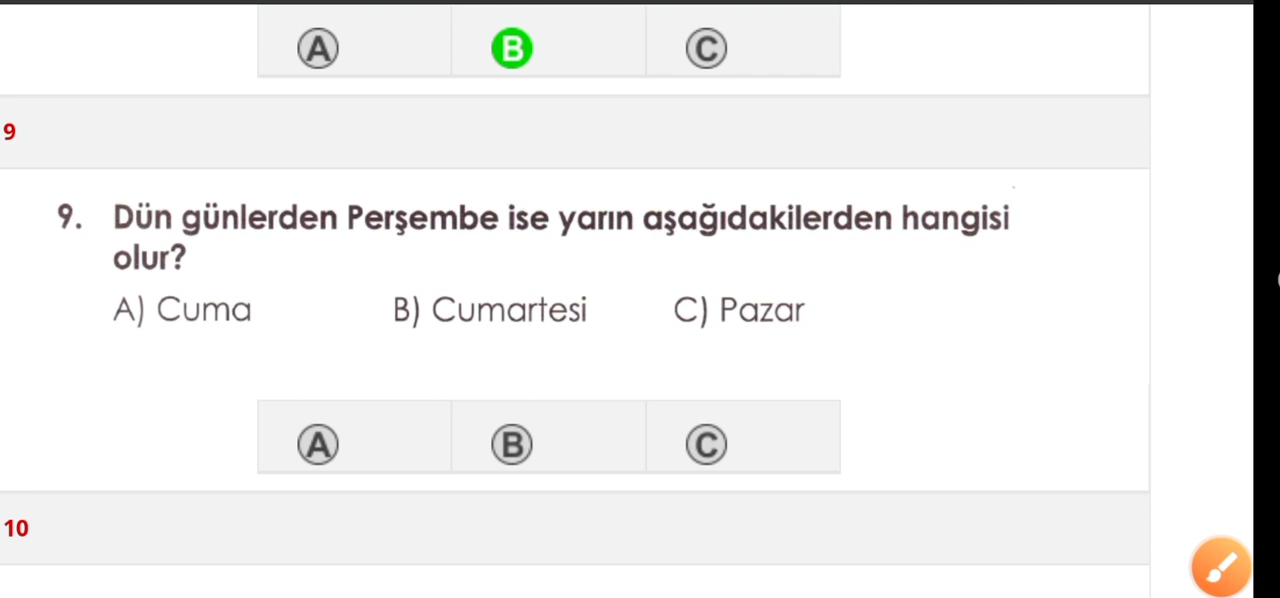 A B C
9
9. Dün günlerden Perşembe ise yarın aşağıdakilerden hangisi
olur?
A) Cuma B) Cumartesi C) Pazar
A B C
10